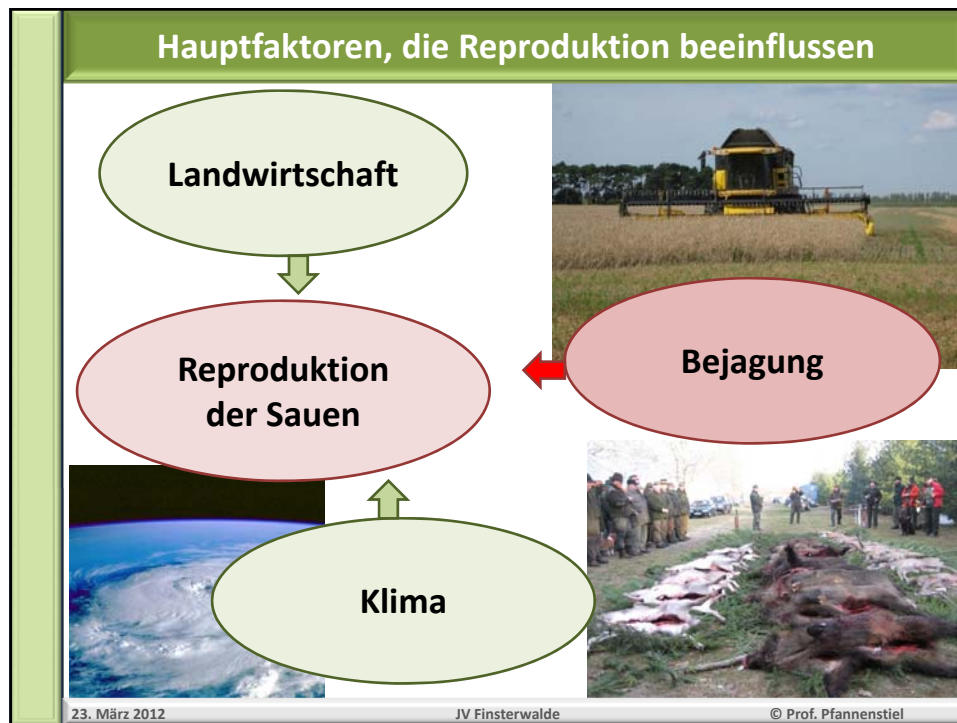 Hauptfaktoren, die Reproduktion beeinflussen
Landwirtschaft
Reproduktion
der Sauen
Bejagung
Klima
23. März 2012
JV Finsterwalde
© Prof. Pfannenstiel